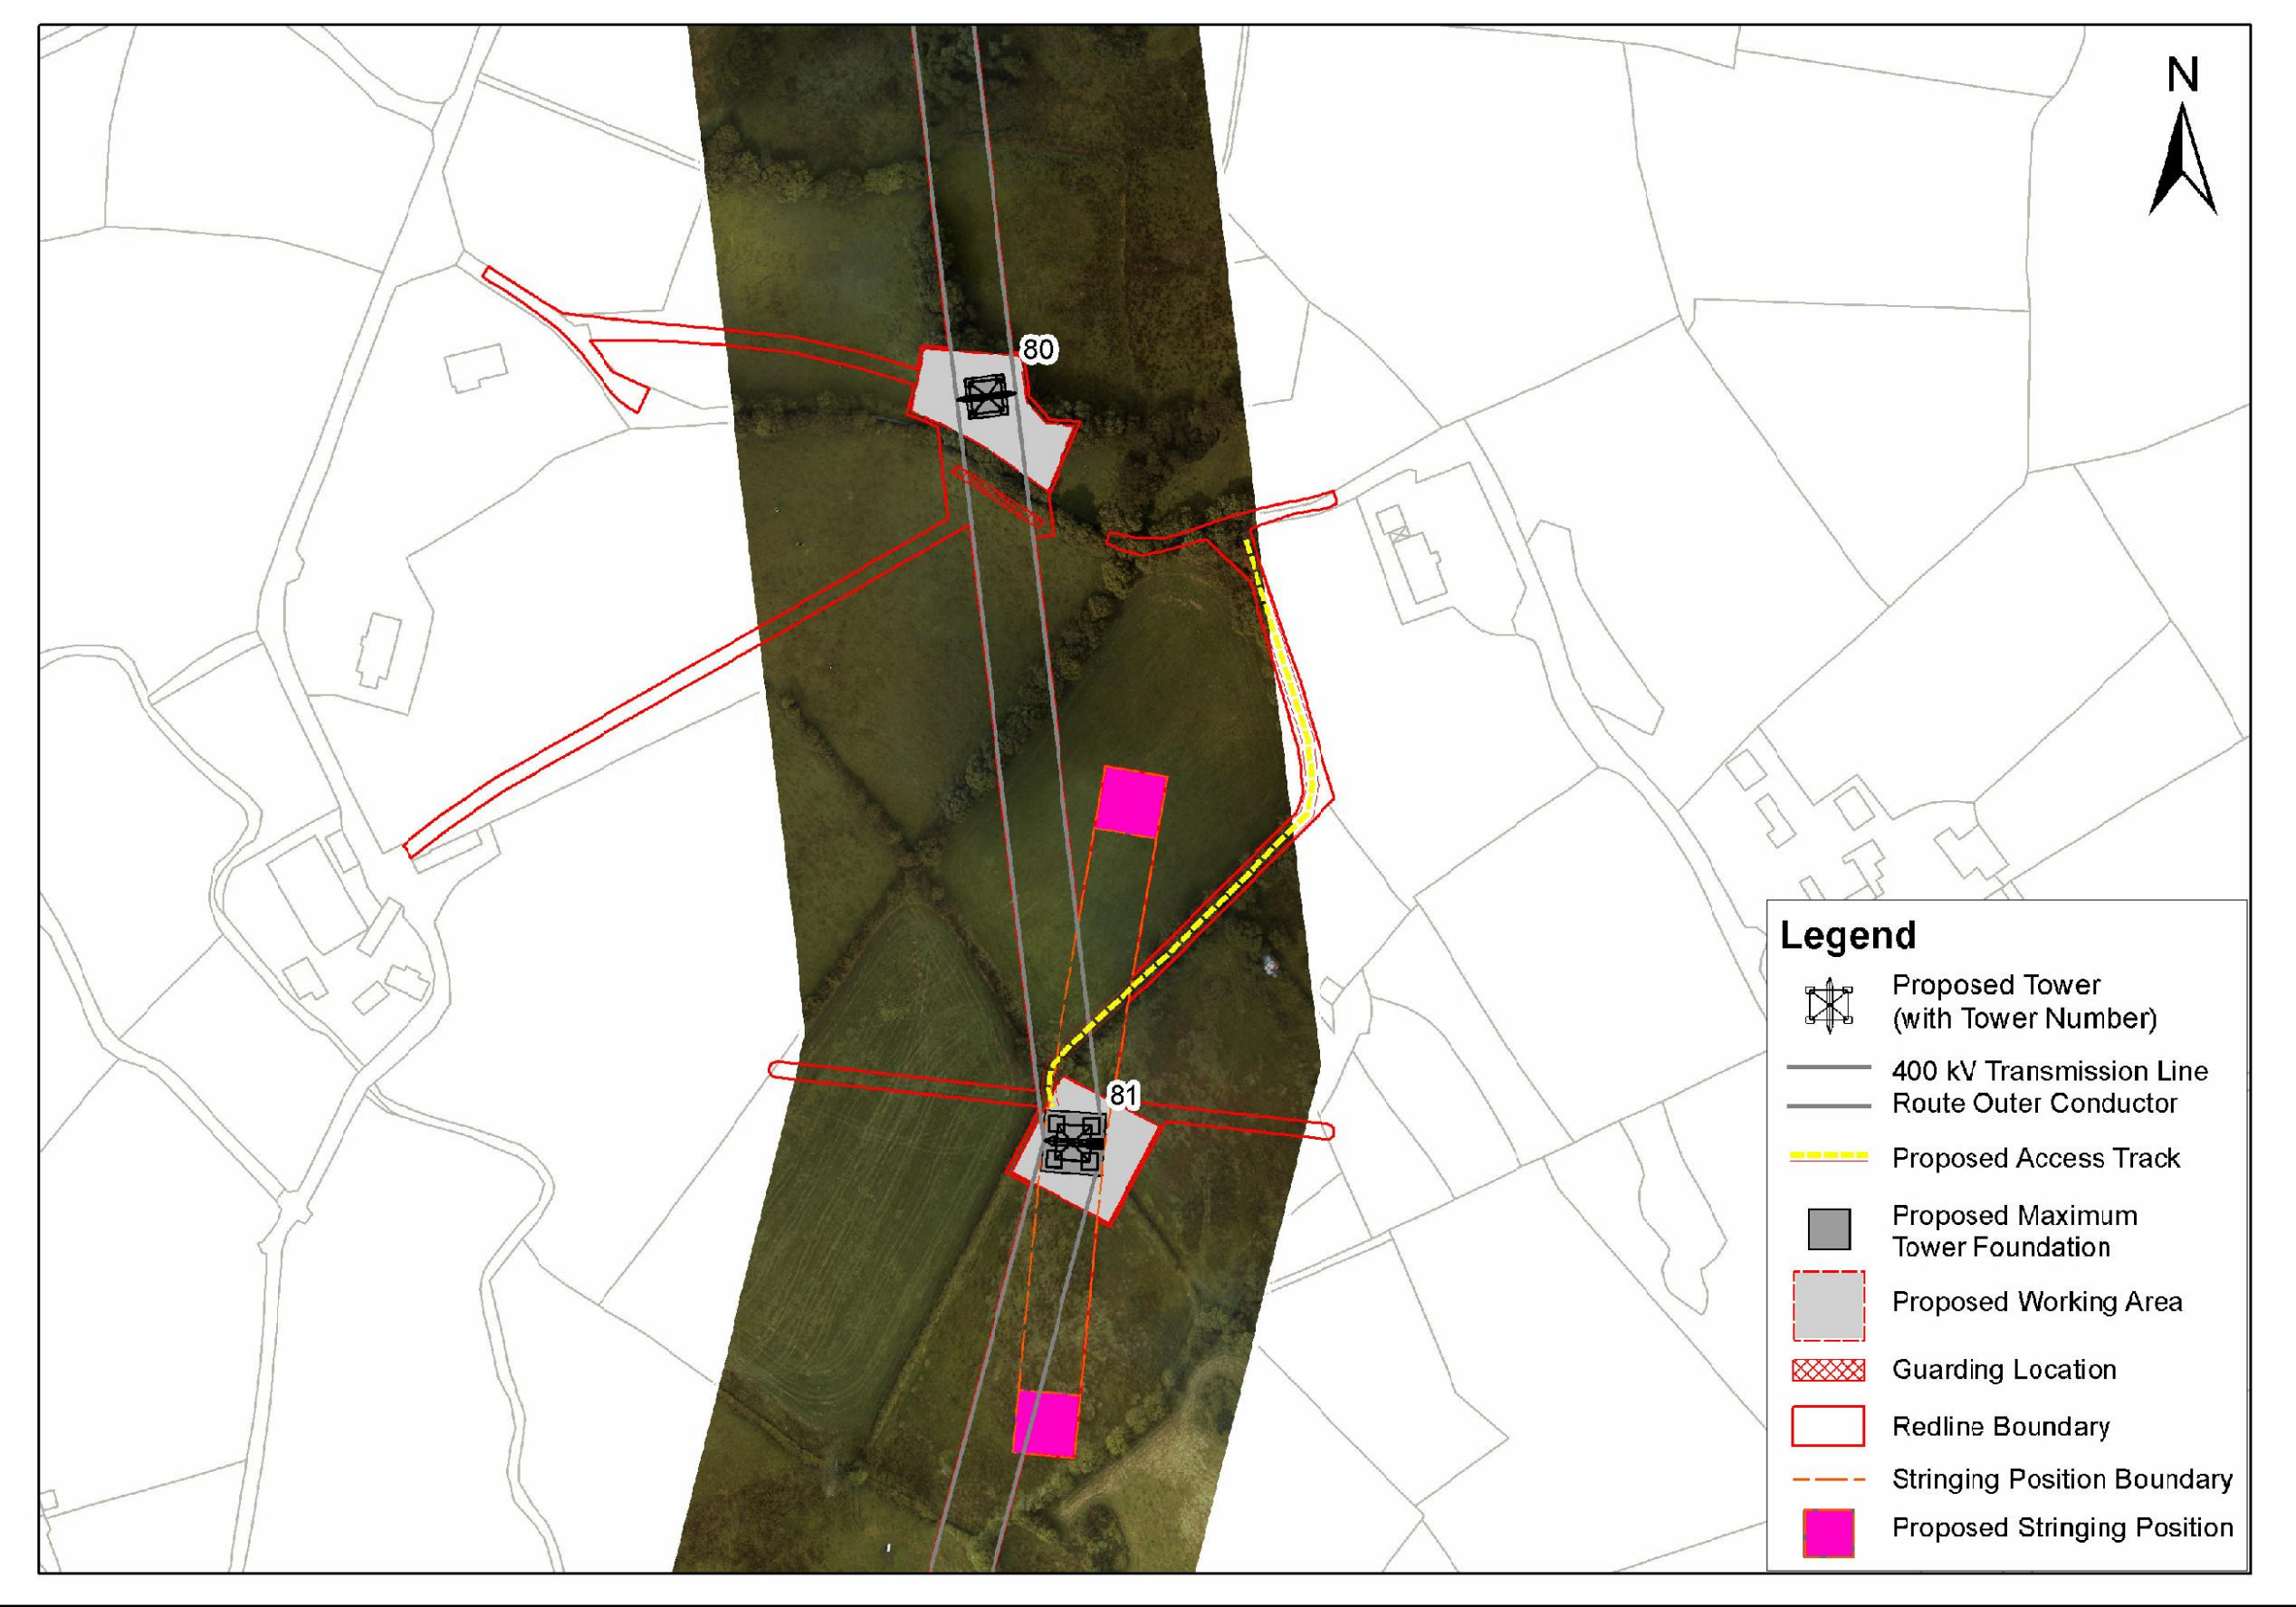 N
80
81
Legend
Proposed Tower
(with Tower Number)
400 kV Transmission Line
Route Outer Conductor
Proposed Access Track
Proposed Maximum
Tower Foundation
Proposed Working Area
Guarding Location
Redline Boundary
Stringing Position Boundary
Proposed Stringing Position